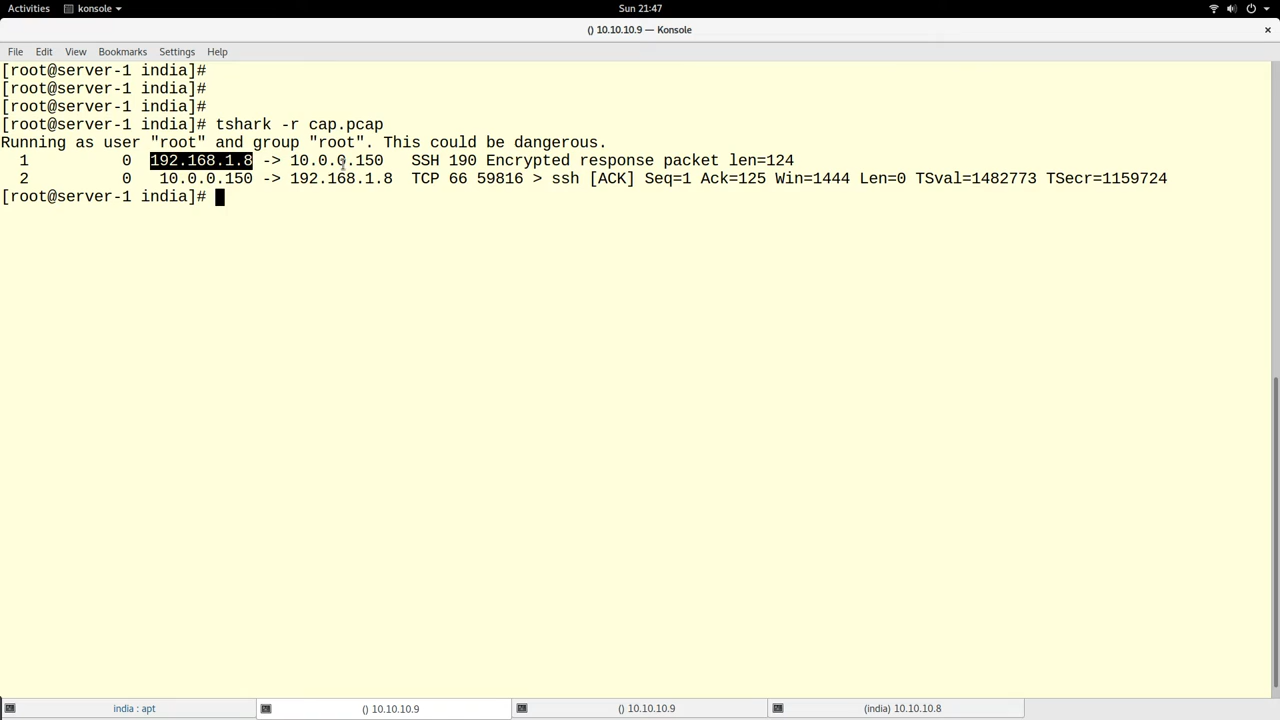 Activities konsole Sun 21:47
() 10.10.10.9 — Konsole ×
File Edit View Bookmarks Settings Help
[root@server-1 india]#
[root@server-1 india]#
[root@server-1 india]#
[root@server-1 india]# tshark -r cap.pcap
Running as user "root" and group "root". This could be dangerous.
1 0 192.168.1.8 -> 10.0.0.150 SSH 190 Encrypted response packet len=124
2 0 10.0.0.150 -> 192.168.1.8 TCP 66 59816 > ssh [ACK] Seq=1 Ack=125 Win=1444 Len=0 TSval=1482773 TSecr=1159724
[root@server-1 india]#
india : apt () 10.10.10.9 () 10.10.10.9 (india) 10.10.10.8